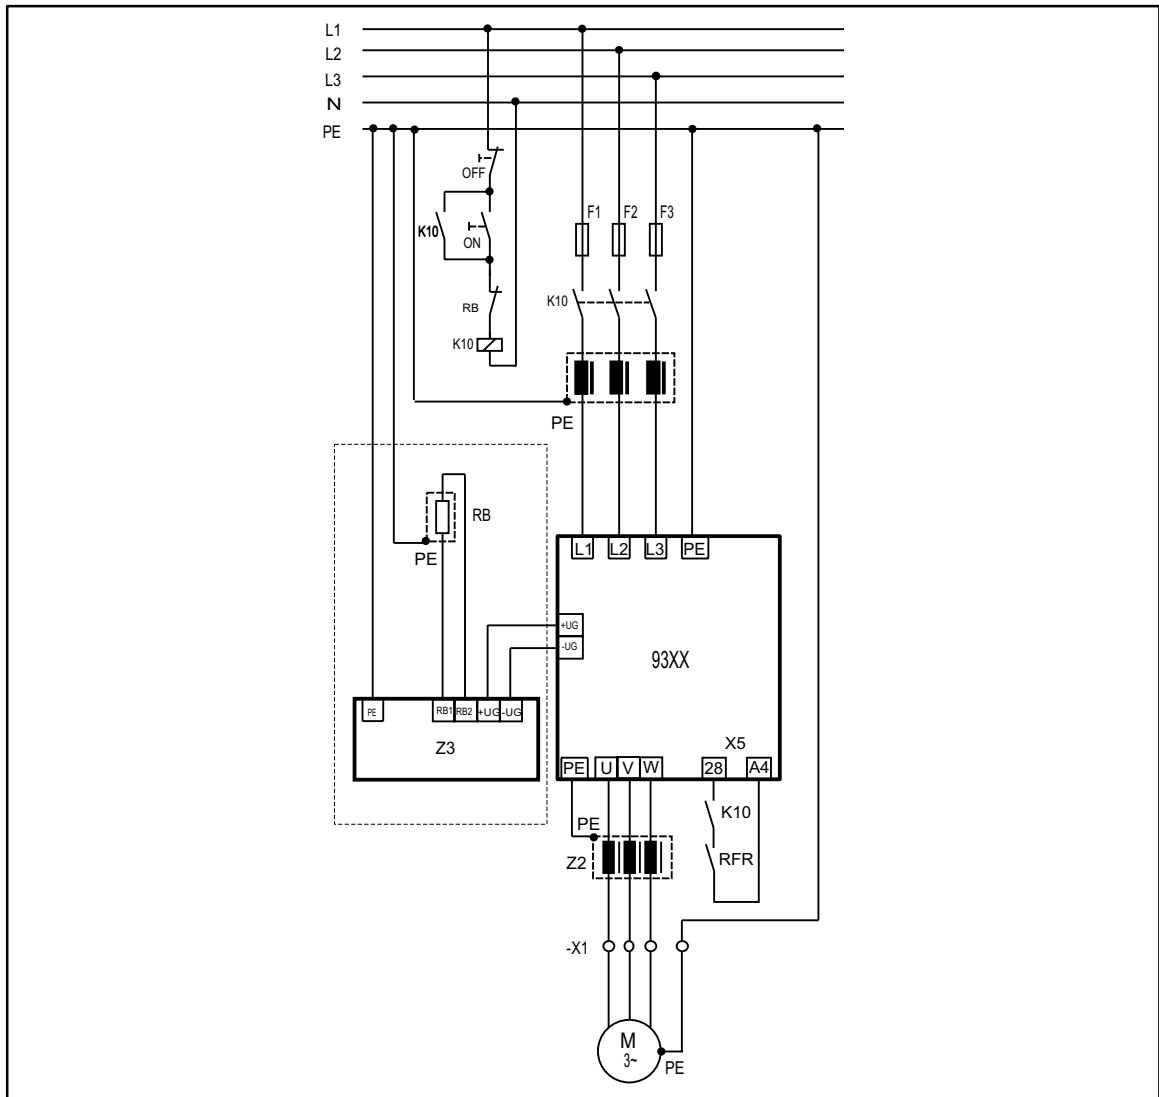 L1
L2
L3
N
PE
OFF
K10
ON
RB
K10
F1 F2 F3
K10
PE
RB
PE
L1 L2 L3 PE
+UG
-UG
93XX
PE RB1 RB2 +UG -UG
Z3
X5
PE U V W 28 A4
PE
K10
Z2
RFR
-X1
M
3~
PE